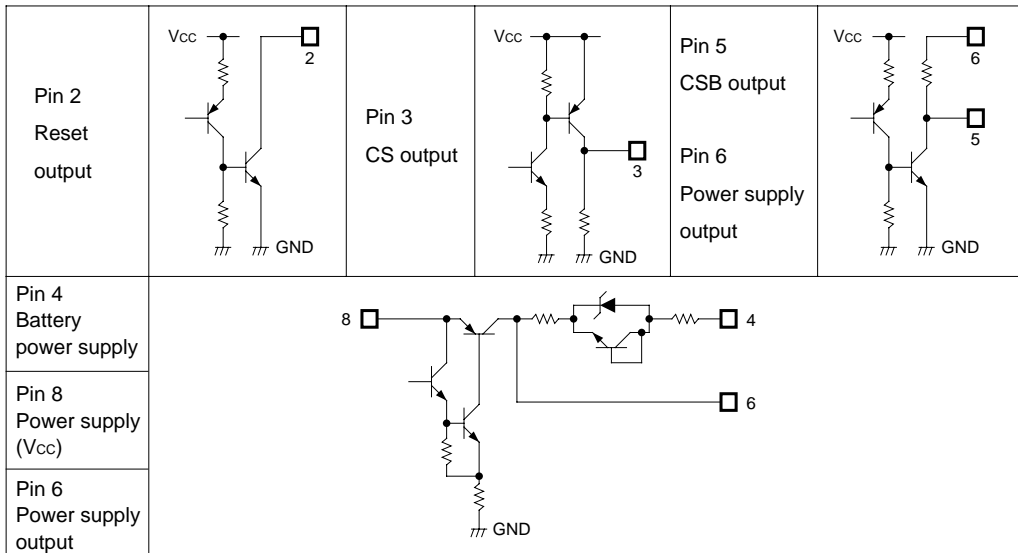 Pin 2
Reset
output
Vcc
2
GND
Pin 3
CS output
Vcc
3
GND
Pin 5
CSB output
Pin 6
Power supply
output
Vcc
6
5
GND
Pin 4
Battery
power supply
Pin 8
Power supply
(Vcc)
Pin 6
Power supply
output
8
4
6
GND